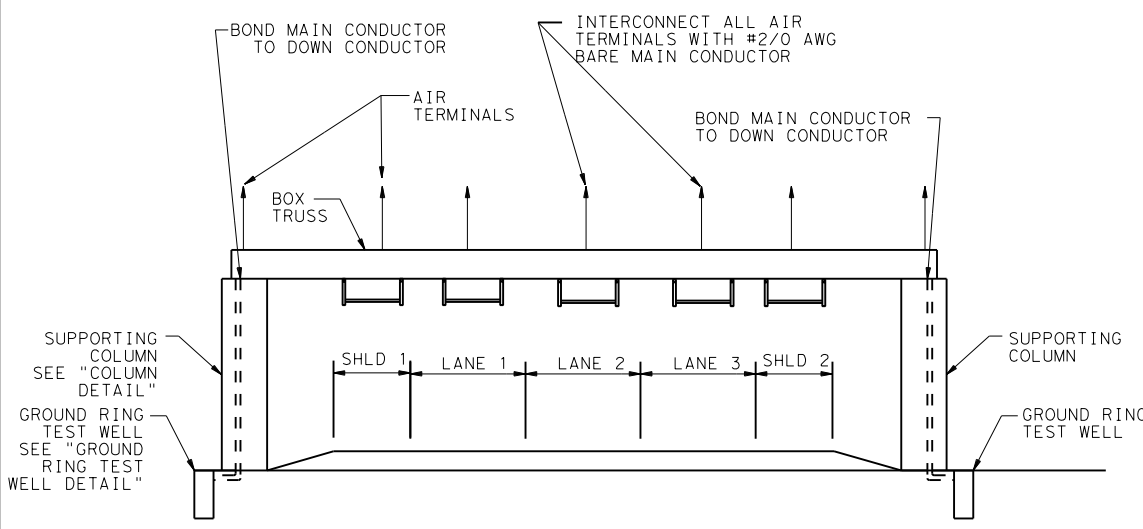 BOND MAIN CONDUCTOR
TO DOWN CONDUCTOR
INTERCONNECT ALL AIR
TERMINALS WITH #2/0 AWG
BARE MAIN CONDUCTOR
AIR
TERMINALS
BOND MAIN CONDUCTOR
TO DOWN CONDUCTOR
BOX
TRUSS
SUPPORTING
COLUMN
SEE "COLUMN
DETAIL"
SHLD 1
LANE 1
LANE 2
LANE 3
SHLD 2
SUPPORTING
COLUMN
GROUND RING
TEST WELL
SEE "GROUND
RING TEST
WELL DETAIL"
GROUND RING
TEST WELL